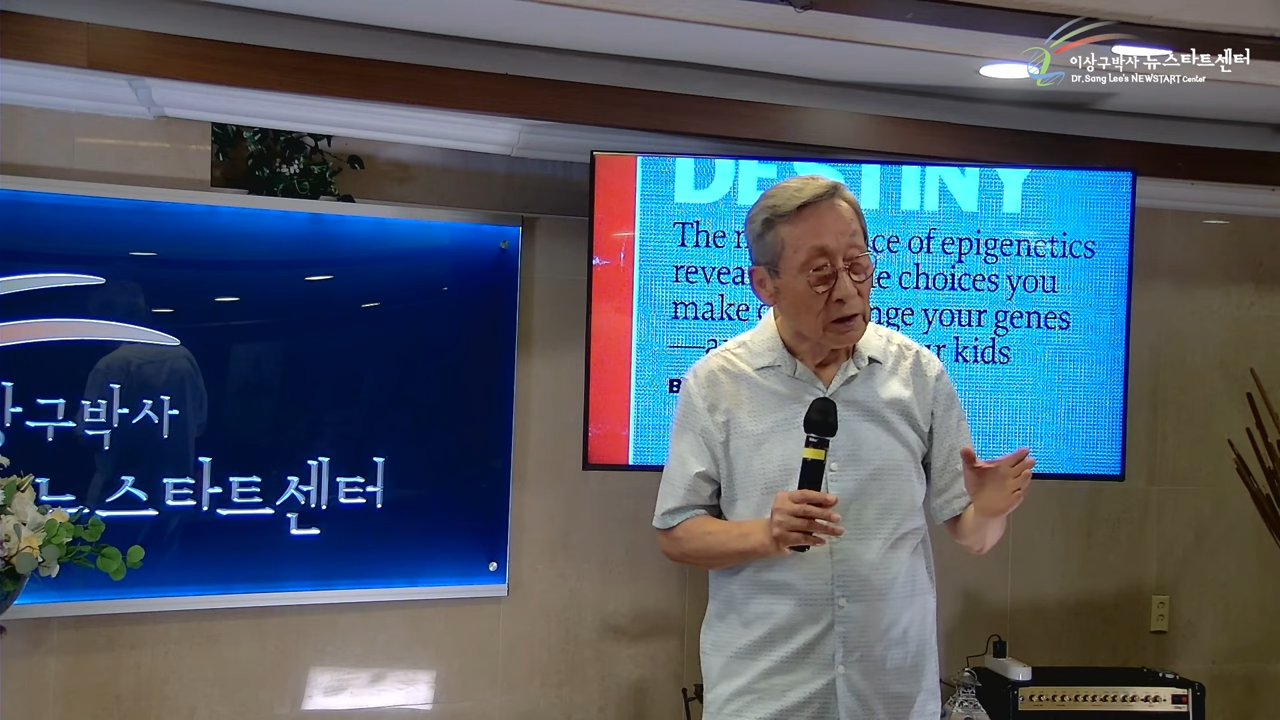 이상구박사 뉴스타트센터
Dr. Sang Lee's NEWSTART Center
DESTINY
The ce of epigenetics
revea e choices you
make nge your genes
kids
구박사
스타트센터